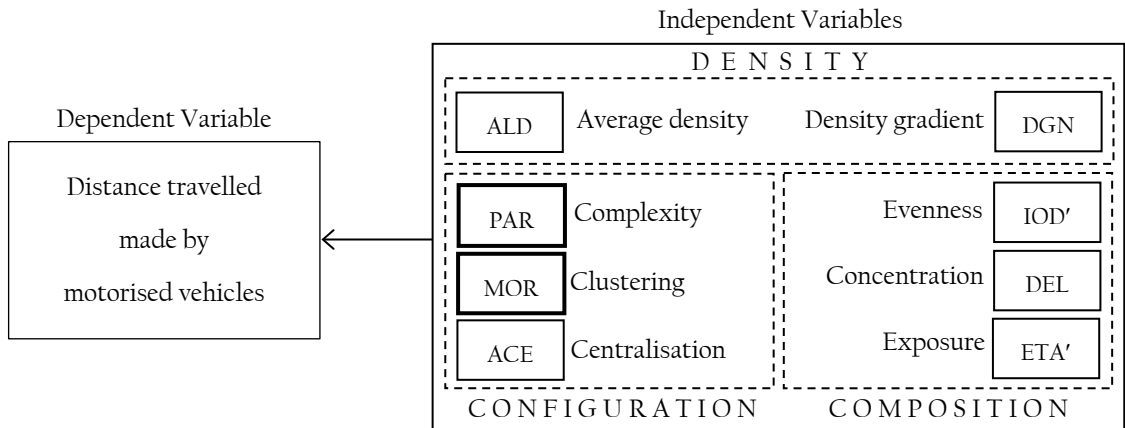 Independent Variables
DENSITY
ALD Average density Density gradient DGN
Dependent Variable
Distance travelled
made by
motorised vehicles
PAR Complexity
MOR Clustering
ACE Centralisation
CONFIGURATION
Evenness IOD′
Concentration DEL
Exposure ETA′
COMPOSITION